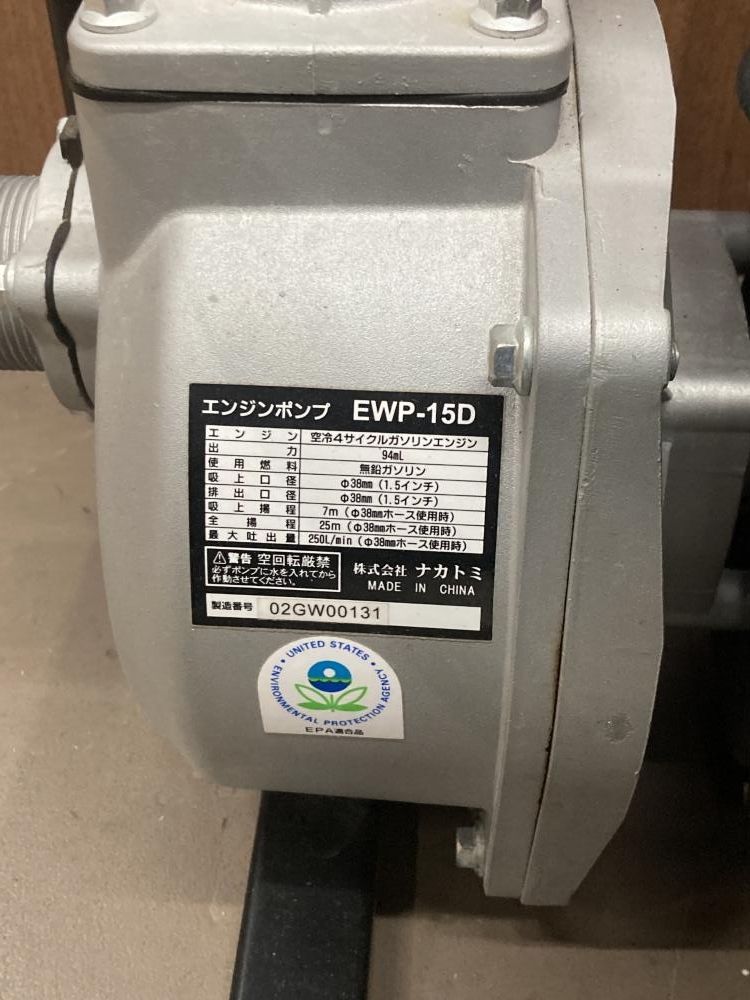 エンジンポンプ EWP-15D
エンジン 空冷4サイクルガソリンエンジン
出力 94mL
使用燃料 無鉛ガソリン
吸上口径 Φ38mm (1.5インチ)
排出口径 Φ38mm (1.5インチ)
吸上揚程 7m (Φ38mmホース使用時)
全揚程 25m (Φ38mmホース使用時)
最大吐出量 250L/min (Φ38mmホース使用時)
⚠警告 空回転厳禁
必ずポンプに水を入れてから
作動させてください。
株式会社 ナカトミ
MADE IN CHINA
製造番号 02GW00131
UNITED STATES
ENVIRONMENTAL PROTECTION AGENCY
EPA適合品